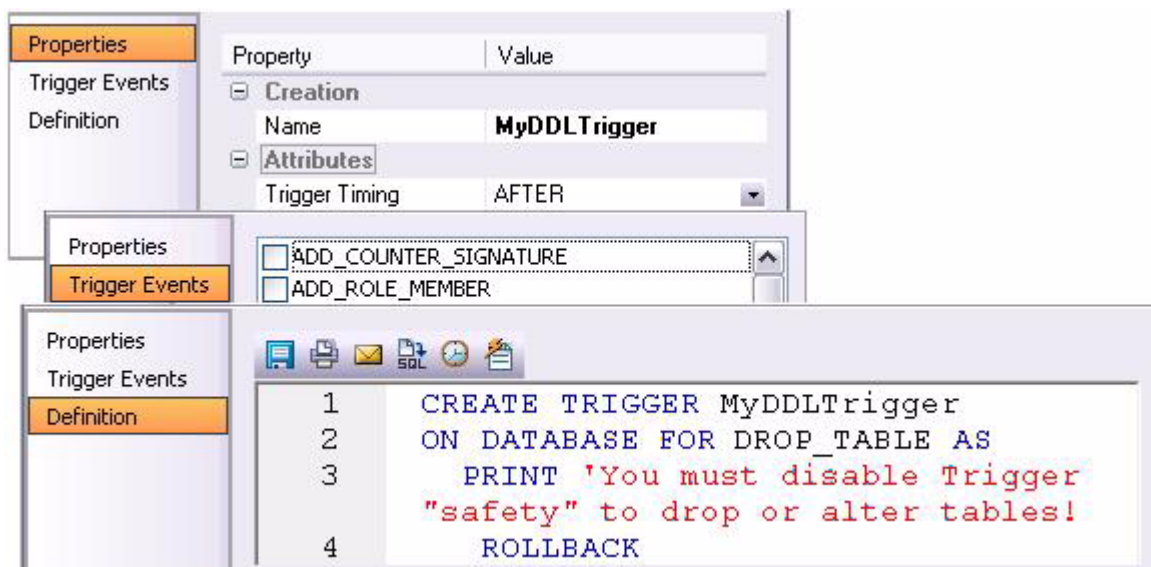 Properties
Trigger Events
Definition
Property Value
Creation
Name MyDDLTrigger
Attributes
Trigger Timing AFTER
Properties
Trigger Events
ADD_COUNTER_SIGNATURE
ADD_ROLE_MEMBER
Properties
Trigger Events
Definition
SQL
1 CREATE TRIGGER MyDDLTrigger
2 ON DATABASE FOR DROP_TABLE AS
3 PRINT 'You must disable Trigger
"safety" to drop or alter tables!
4 ROLLBACK